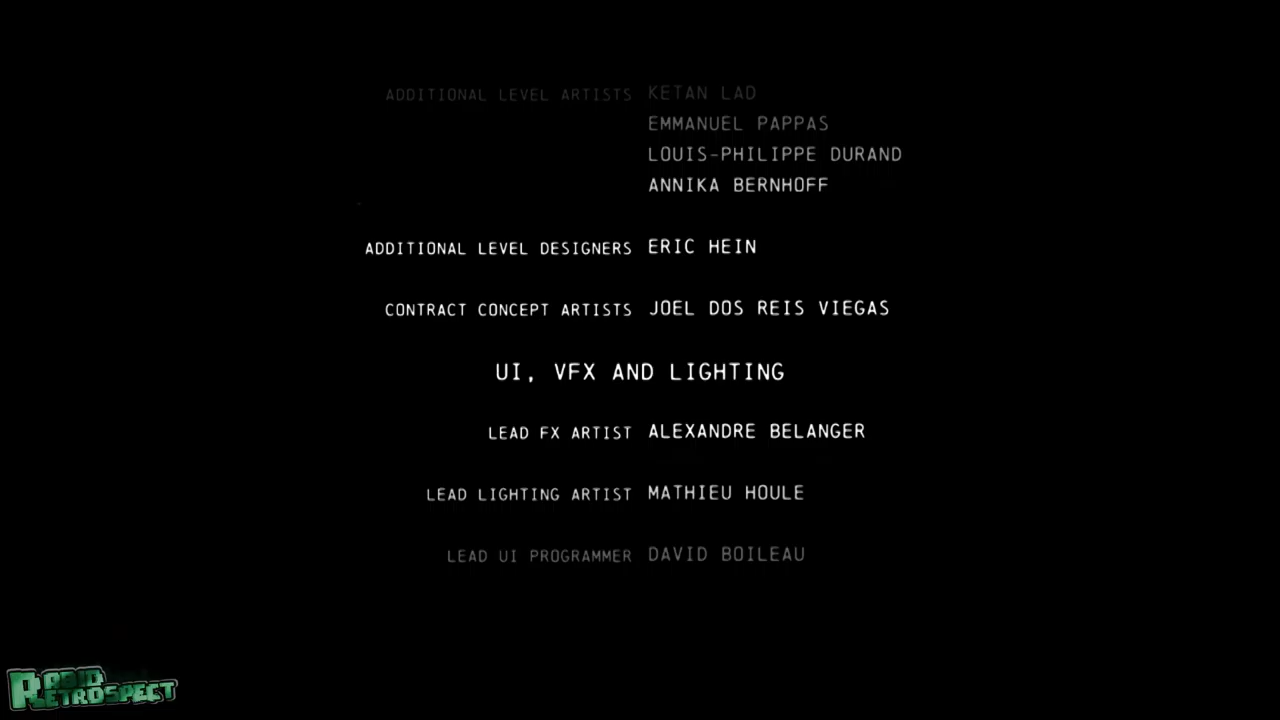 ADDITIONAL LEVEL ARTISTS KETAN LAD
EMMANUEL PAPPAS
LOUIS-PHILIPPE DURAND
ANNIKA BERNHOFF
ADDITIONAL LEVEL DESIGNERS ERIC HEIN
CONTRACT CONCEPT ARTISTS JOEL DOS REIS VIEGAS
UI, VFX AND LIGHTING
LEAD FX ARTIST ALEXANDRE BELANGER
LEAD LIGHTING ARTIST MATHIEU HOULE
LEAD UI PROGRAMMER DAVID BOILEAU
RABID
RETROSPECT